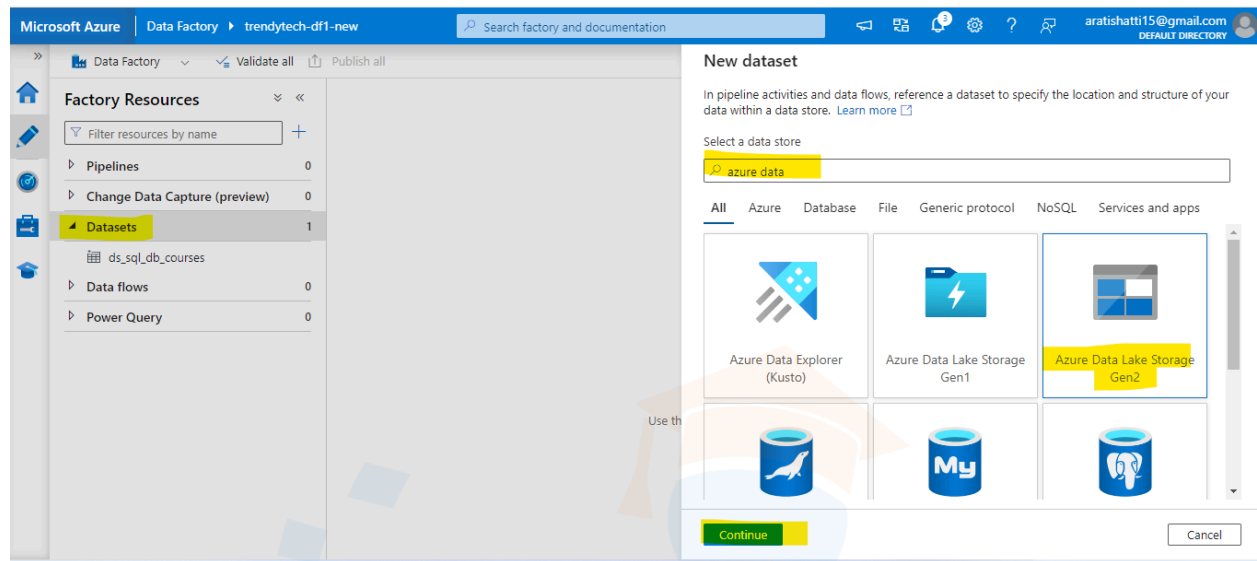 Microsoft Azure
Data Factory
trendytech-df1-new
Search factory and documentation
3
aratishatti15@gmail.com
DEFAULT DIRECTORY
Data Factory
Validate all
Publish all
Factory Resources
Filter resources by name
Pipelines 0
Change Data Capture (preview) 0
Datasets 1
ds_sql_db_courses
Data flows 0
Power Query 0
Use th
New dataset
In pipeline activities and data flows, reference a dataset to specify the location and structure of your
data within a data store. Learn more
Select a data store
azure data
All Azure Database File Generic protocol NoSQL Services and apps
Azure Data Explorer
(Kusto)
Azure Data Lake Storage
Gen1
Azure Data Lake Storage
Gen2
My
Continue
Cancel